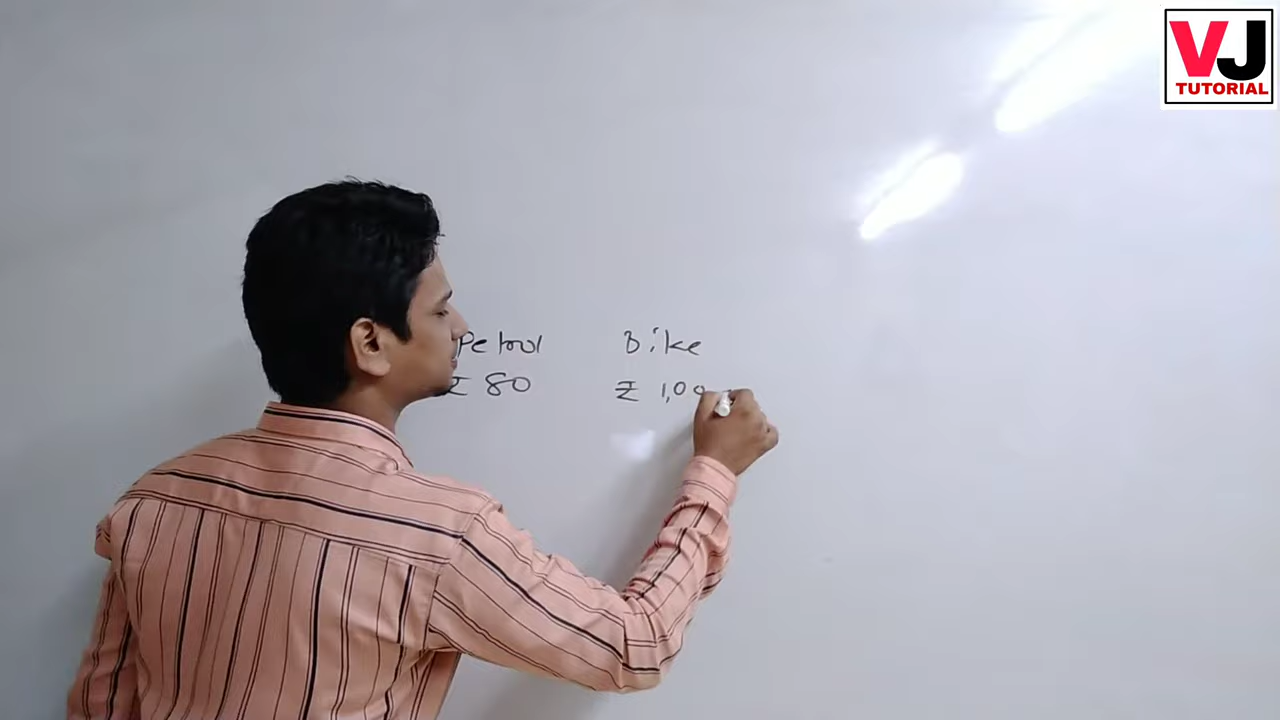 VJ
TUTORIAL
Petrol Bike
₹ 80 ₹ 1,00